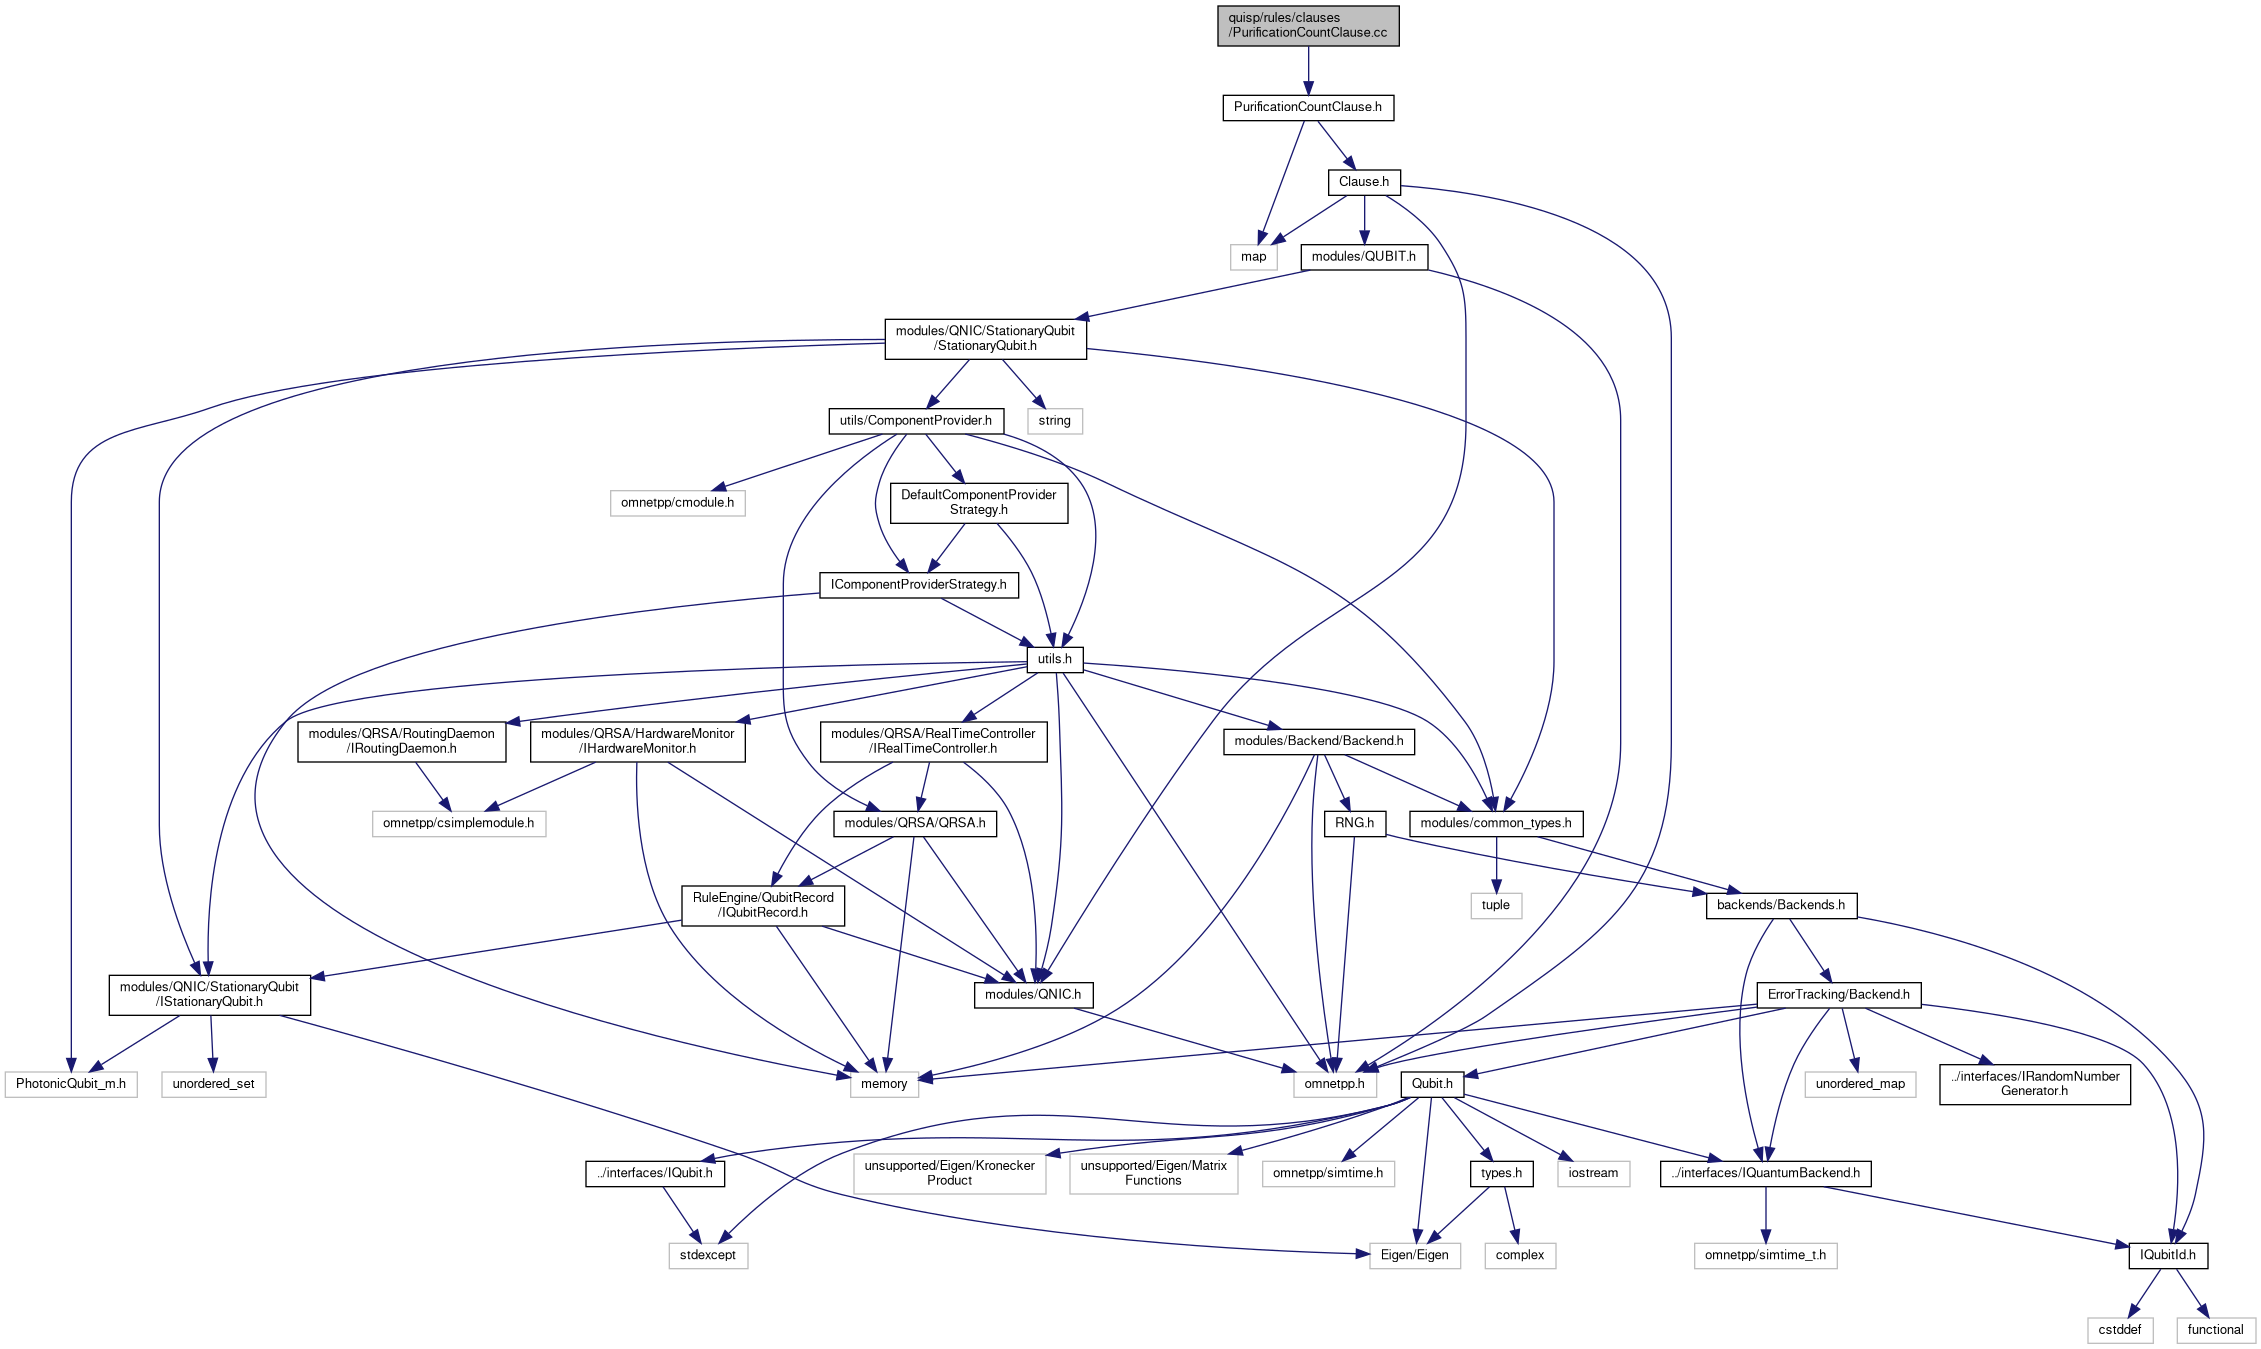 quisp/rules/clauses
/PurificationCountClause.cc
PurificationCountClause.h
Clause.h
map
modules/QUBIT.h
modules/QNIC/StationaryQubit
/StationaryQubit.h
utils/ComponentProvider.h
string
omnetpp/cmodule.h
DefaultComponentProvider
Strategy.h
IComponentProviderStrategy.h
utils.h
modules/QRSA/RoutingDaemon
/IRoutingDaemon.h
modules/QRSA/HardwareMonitor
/IHardwareMonitor.h
modules/QRSA/RealTimeController
/IRealTimeController.h
modules/Backend/Backend.h
omnetpp/csimplemodule.h
modules/QRSA/QRSA.h
RNG.h
modules/common_types.h
RuleEngine/QubitRecord
/IQubitRecord.h
tuple
backends/Backends.h
modules/QNIC/StationaryQubit
/IStationaryQubit.h
modules/QNIC.h
ErrorTracking/Backend.h
PhotonicQubit_m.h
unordered_set
memory
omnetpp.h
Qubit.h
unordered_map
../interfaces/IRandomNumber
Generator.h
../interfaces/IQubit.h
unsupported/Eigen/Kronecker
Product
unsupported/Eigen/Matrix
Functions
omnetpp/simtime.h
types.h
iostream
../interfaces/IQuantumBackend.h
stdexcept
Eigen/Eigen
complex
omnetpp/simtime_t.h
IQubitId.h
cstddef
functional